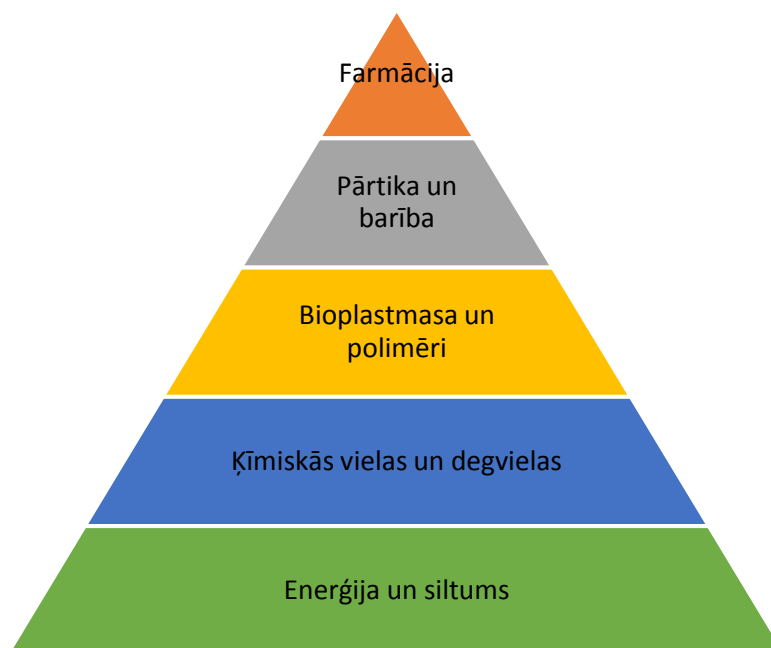 Farmācija
Pārtika un
barība
Bioplastmasa un
polimēri
Ķīmiskās vielas un degvielas
Enerģija un siltums